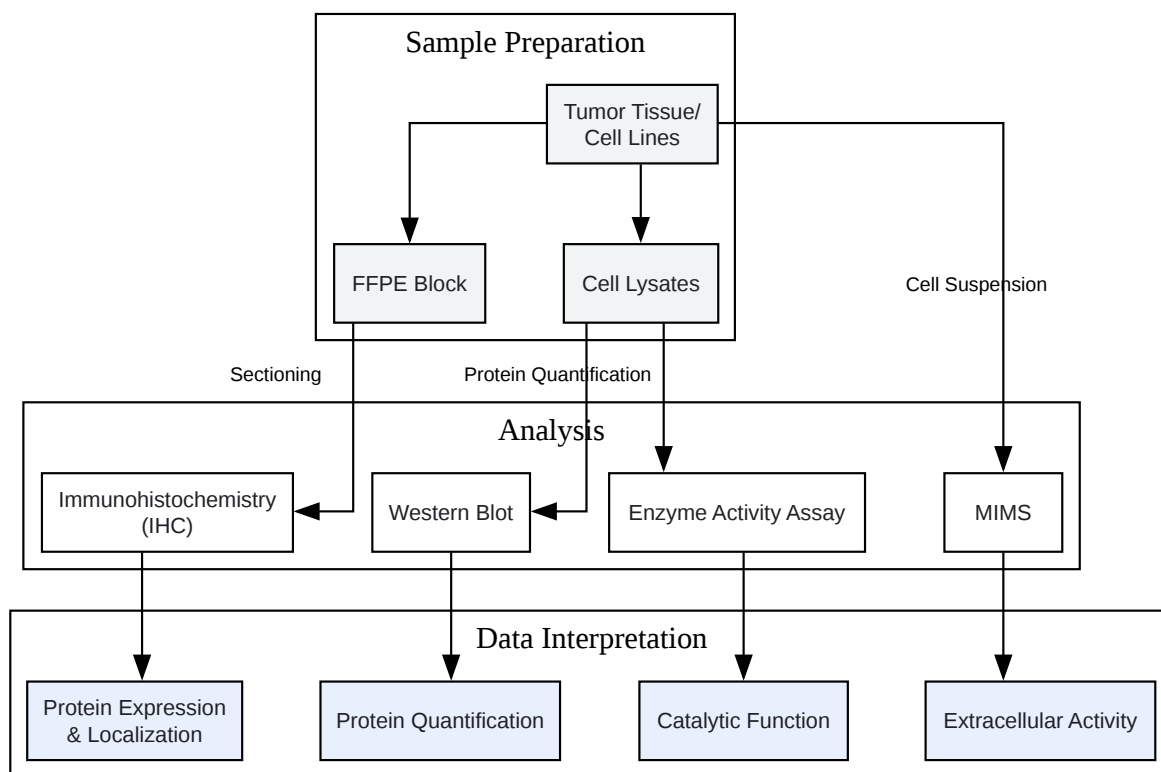 Sample Preparation
Tumor Tissue/
Cell Lines
FFPE Block
Cell Lysates
Cell Suspension
Sectioning
Protein Quantification
Analysis
Immunohistochemistry
(IHC)
Western Blot
Enzyme Activity Assay
MIMS
Data Interpretation
Protein Expression
& Localization
Protein Quantification
Catalytic Function
Extracellular Activity